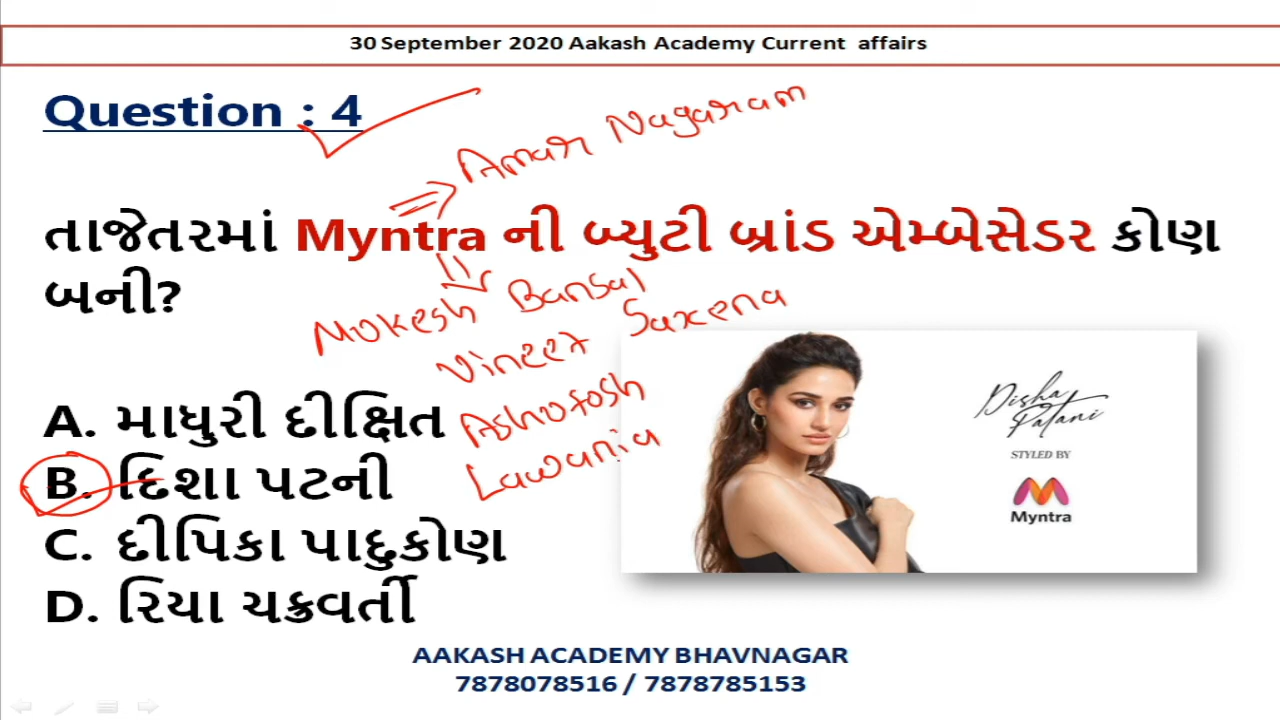 30 September 2020 Aakash Academy Current affairs
Question : 4
Amar Nagaram
તાજેતરમાં Myntra ની બ્યુટી બ્રાંડ એમ્બેસેડર કોણ
બની?
Mukesh Bansal
Vineet Saxena
Ashutosh
Lawania
A. માધુરી દીક્ષિત
B. દિશા પટની
C. દીપિકા પાદુકોણ
D. રિયા ચક્રવર્તી
Disha
Patani
STYLED BY
Myntra
AAKASH ACADEMY BHAVNAGAR
7878078516 / 7878785153